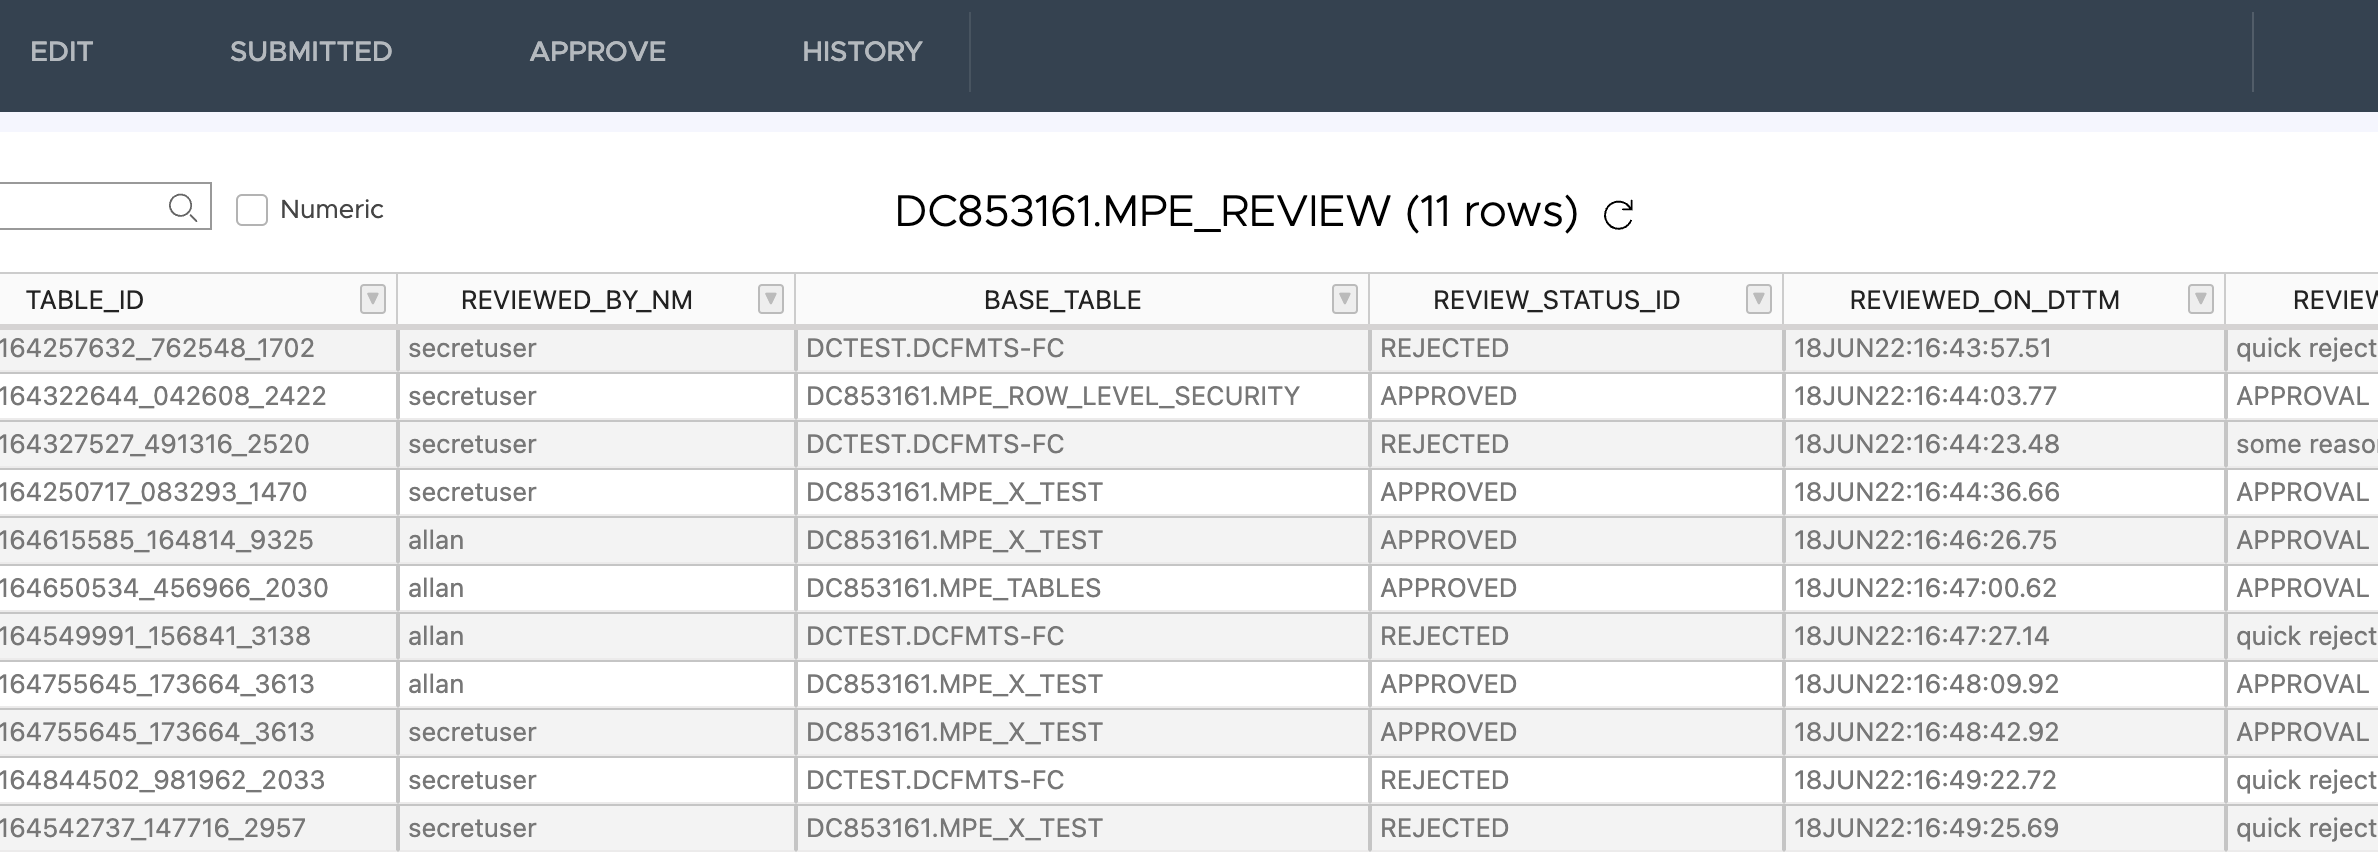 EDIT SUBMITTED APPROVE HISTORY
Numeric
DC853161.MPE_REVIEW (11 rows)
TABLE_ID REVIEWED_BY_NM BASE_TABLE REVIEW_STATUS_ID REVIEWED_ON_DTTM REVIEW
164257632_762548_1702 secretuser DCTEST.DCFMTS-FC REJECTED 18JUN22:16:43:57.51 quick reject
164322644_042608_2422 secretuser DC853161.MPE_ROW_LEVEL_SECURITY APPROVED 18JUN22:16:44:03.77 APPROVAL
164327527_491316_2520 secretuser DCTEST.DCFMTS-FC REJECTED 18JUN22:16:44:23.48 some reaso
164250717_083293_1470 secretuser DC853161.MPE_X_TEST APPROVED 18JUN22:16:44:36.66 APPROVAL
164615585_164814_9325 allan DC853161.MPE_X_TEST APPROVED 18JUN22:16:46:26.75 APPROVAL
164650534_456966_2030 allan DC853161.MPE_TABLES APPROVED 18JUN22:16:47:00.62 APPROVAL
164549991_156841_3138 allan DCTEST.DCFMTS-FC REJECTED 18JUN22:16:47:27.14 quick reject
164755645_173664_3613 allan DC853161.MPE_X_TEST APPROVED 18JUN22:16:48:09.92 APPROVAL
164755645_173664_3613 secretuser DC853161.MPE_X_TEST APPROVED 18JUN22:16:48:42.92 APPROVAL
164844502_981962_2033 secretuser DCTEST.DCFMTS-FC REJECTED 18JUN22:16:49:22.72 quick reject
164542737_147716_2957 secretuser DC853161.MPE_X_TEST REJECTED 18JUN22:16:49:25.69 quick reject